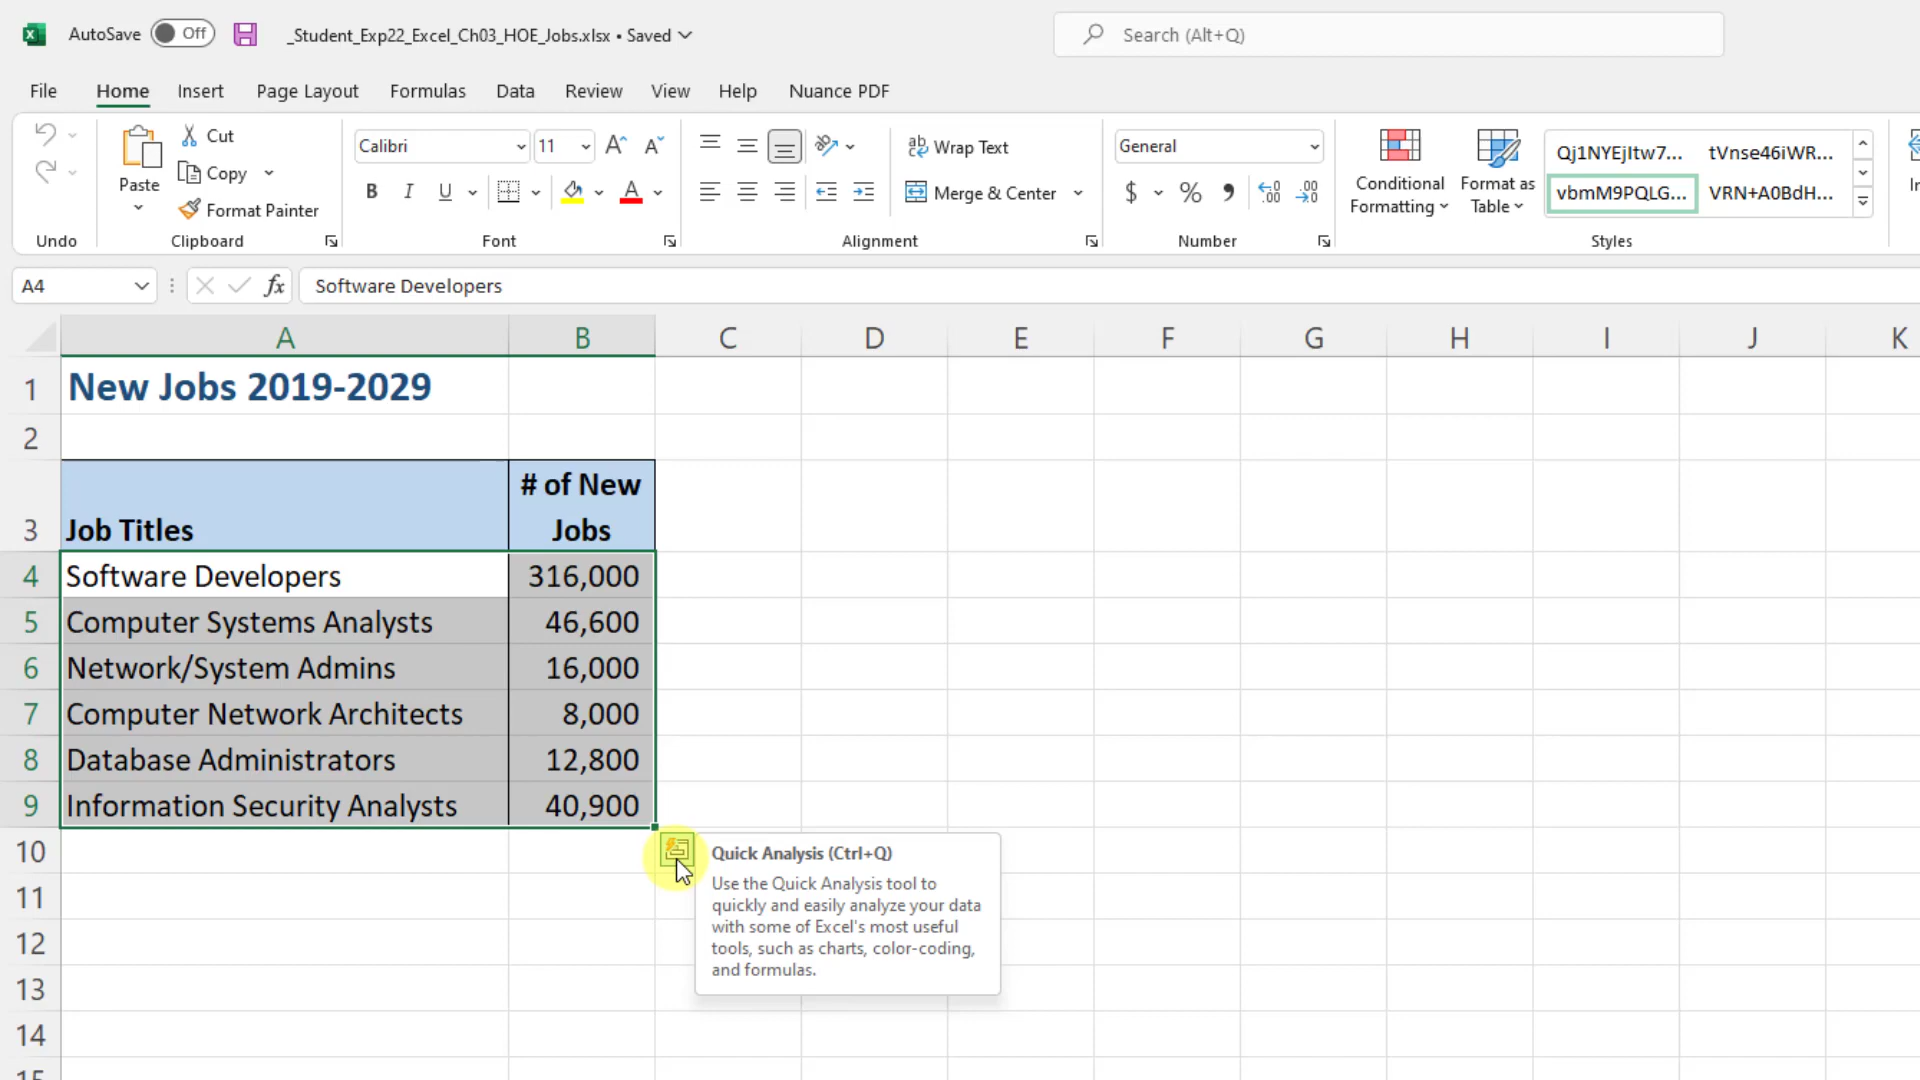 AutoSave Off _Student_Exp22_Excel_Ch03_HOE_Jobs.xlsx • Saved Search (Alt+Q)
File Home Insert Page Layout Formulas Data Review View Help Nuance PDF
Paste
Cut
Copy
Format Painter
Calibri 11
B I U A
ab Wrap Text
Merge & Center
General
$ % 9 .00
Conditional Formatting
Format as Table
Qj1NYEjItw7... tVnse46iWR...
vbmM9PQLG... VRN+A0BdH...
Undo Clipboard Font Alignment Number Styles
A4 fx Software Developers
A B C D E F G H I J K
1 New Jobs 2019-2029
2
# of New
3 Job Titles Jobs
4 Software Developers 316,000
5 Computer Systems Analysts 46,600
6 Network/System Admins 16,000
7 Computer Network Architects 8,000
8 Database Administrators 12,800
9 Information Security Analysts 40,900
10
11
12
13
14
15
Quick Analysis (Ctrl+Q)
Use the Quick Analysis tool to
quickly and easily analyze your data
with some of Excel's most useful
tools, such as charts, color-coding,
and formulas.